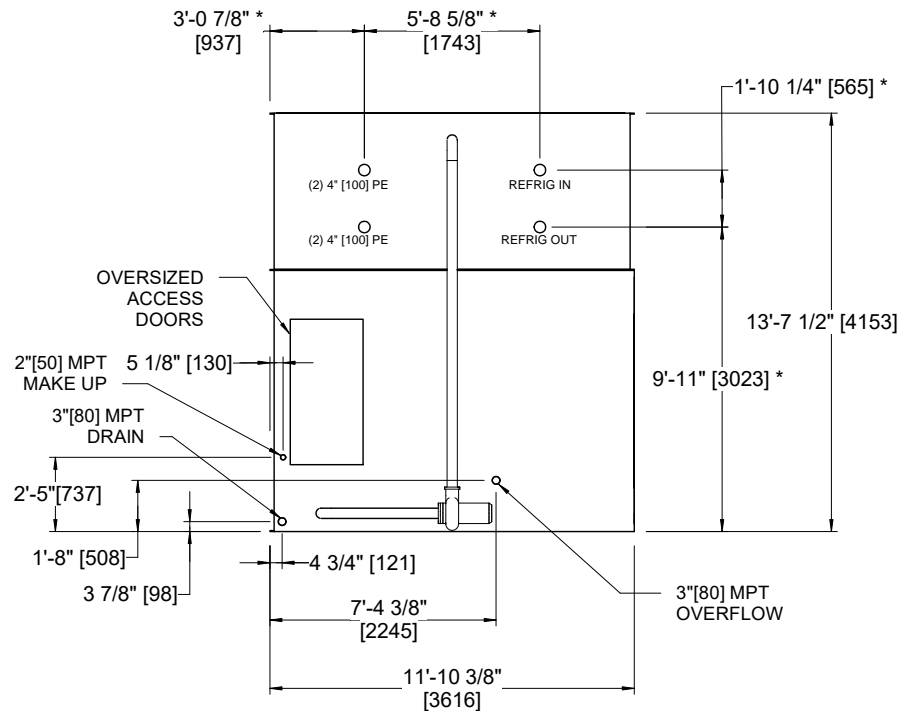 3'-0 7/8" *
[937]
5'-8 5/8" *
[1743]
1'-10 1/4" [565] *
(2) 4" [100] PE
REFRIG IN
(2) 4" [100] PE
REFRIG OUT
OVERSIZED
ACCESS
DOORS
13'-7 1/2" [4153]
2"[50] MPT
MAKE UP
5 1/8" [130]
9'-11" [3023] *
3"[80] MPT
DRAIN
2'-5"[737]
1'-8" [508]
4 3/4" [121]
3 7/8" [98]
7'-4 3/8"
[2245]
3"[80] MPT
OVERFLOW
11'-10 3/8"
[3616]